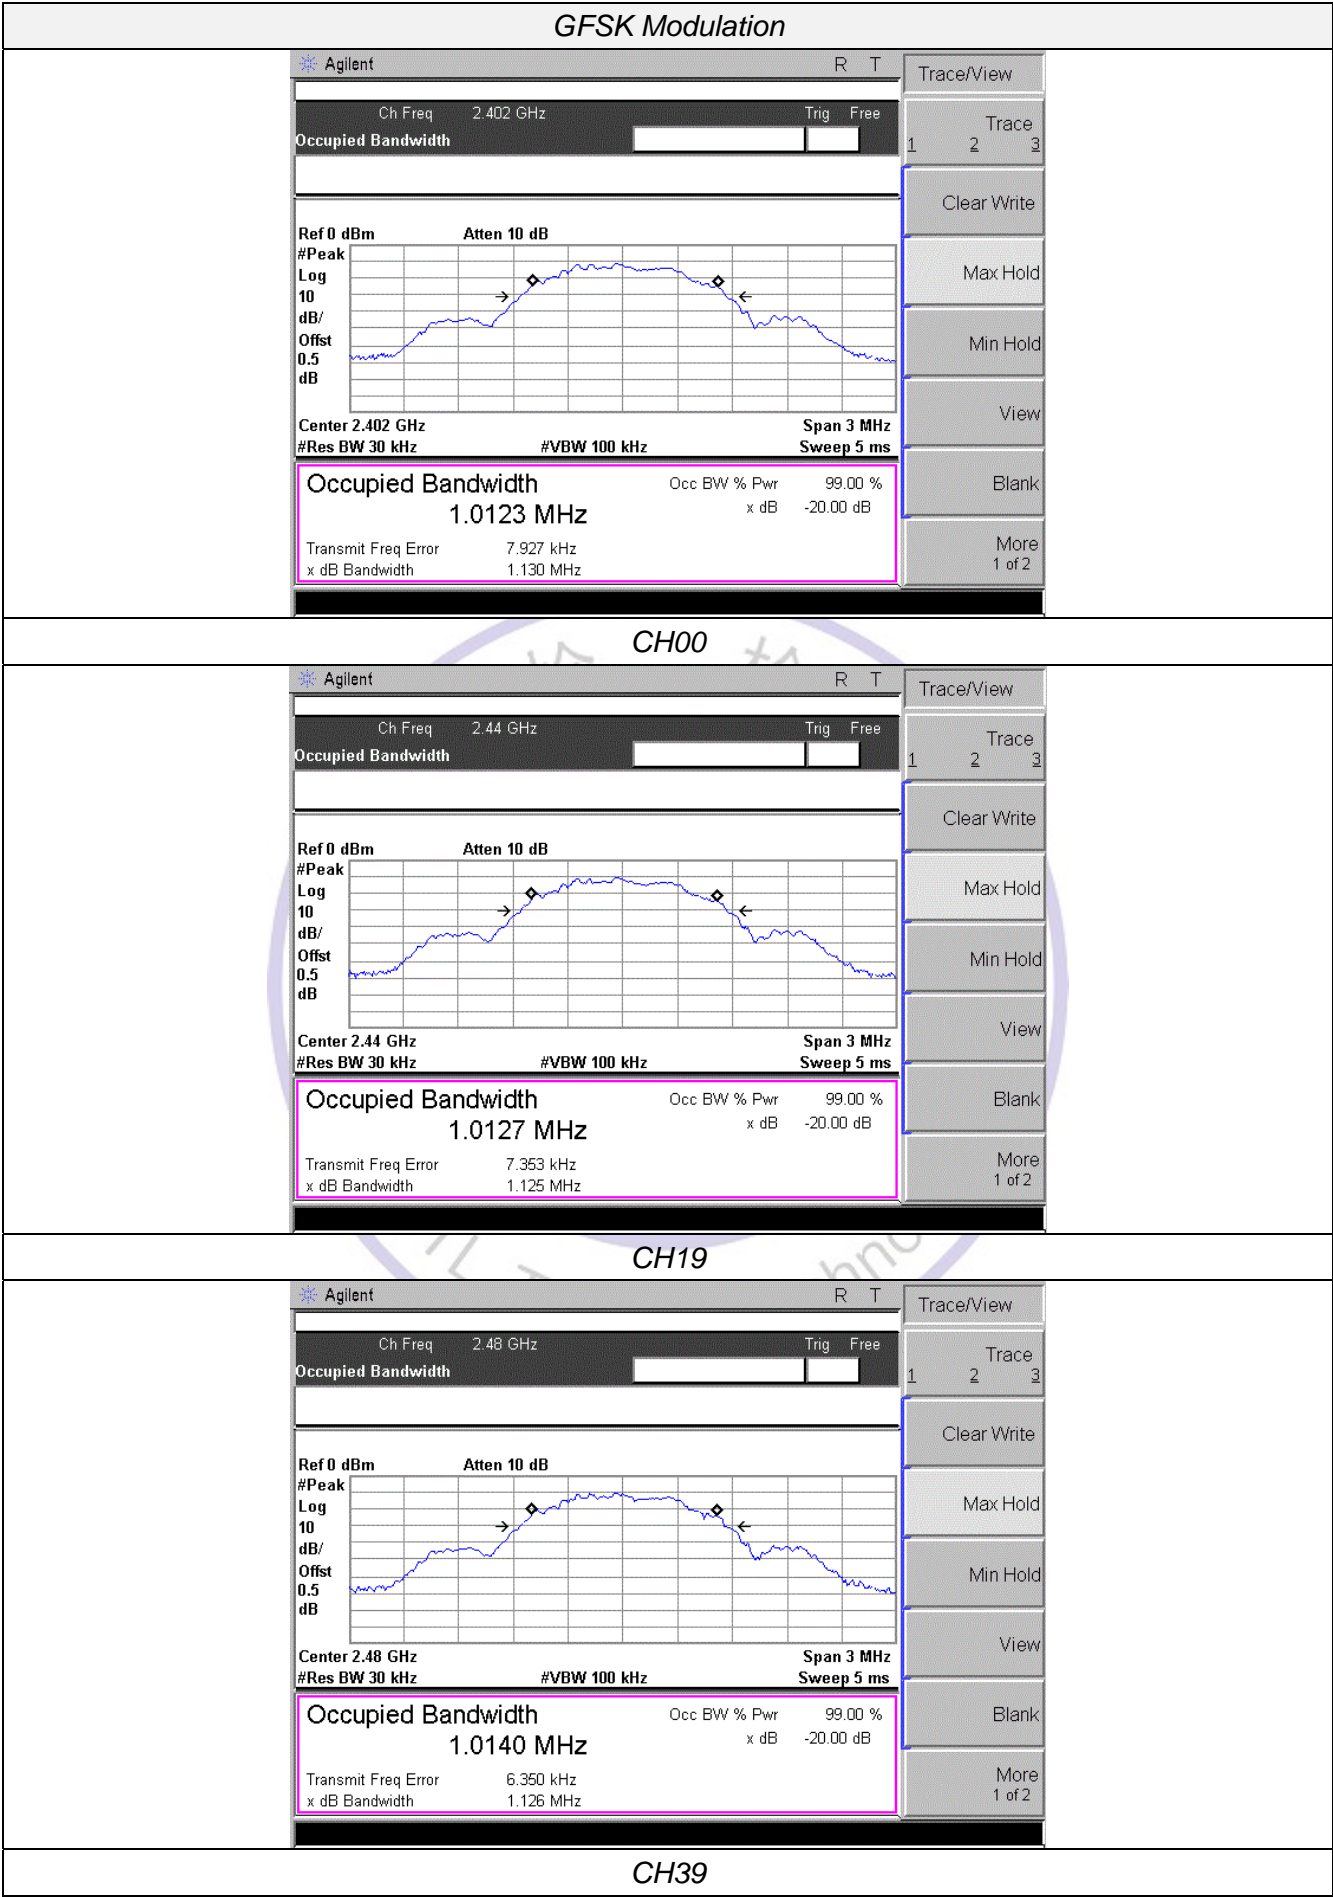 GFSK Modulation
Agilent R T
Trace/View
Ch Freq 2.402 GHz Trig Free
Occupied Bandwidth
Trace
1 2 3
Clear Write
Ref 0 dBm Atten 10 dB
#Peak
Log
10
dB/
Offst
0.5
dB
Max Hold
Min Hold
View
Center 2.402 GHz Span 3 MHz
#Res BW 30 kHz #VBW 100 kHz Sweep 5 ms
Occupied Bandwidth Occ BW % Pwr 99.00 %
1.0123 MHz x dB -20.00 dB
Blank
Transmit Freq Error 7.927 kHz
x dB Bandwidth 1.130 MHz
More
1 of 2
CH00
Agilent R T
Trace/View
Ch Freq 2.44 GHz Trig Free
Occupied Bandwidth
Trace
1 2 3
Clear Write
Ref 0 dBm Atten 10 dB
#Peak
Log
10
dB/
Offst
0.5
dB
Max Hold
Min Hold
View
Center 2.44 GHz Span 3 MHz
#Res BW 30 kHz #VBW 100 kHz Sweep 5 ms
Occupied Bandwidth Occ BW % Pwr 99.00 %
1.0127 MHz x dB -20.00 dB
Blank
Transmit Freq Error 7.353 kHz
x dB Bandwidth 1.125 MHz
More
1 of 2
CH19
Agilent R T
Trace/View
Ch Freq 2.48 GHz Trig Free
Occupied Bandwidth
Trace
1 2 3
Clear Write
Ref 0 dBm Atten 10 dB
#Peak
Log
10
dB/
Offst
0.5
dB
Max Hold
Min Hold
View
Center 2.48 GHz Span 3 MHz
#Res BW 30 kHz #VBW 100 kHz Sweep 5 ms
Occupied Bandwidth Occ BW % Pwr 99.00 %
1.0140 MHz x dB -20.00 dB
Blank
Transmit Freq Error 6.350 kHz
x dB Bandwidth 1.126 MHz
More
1 of 2
CH39